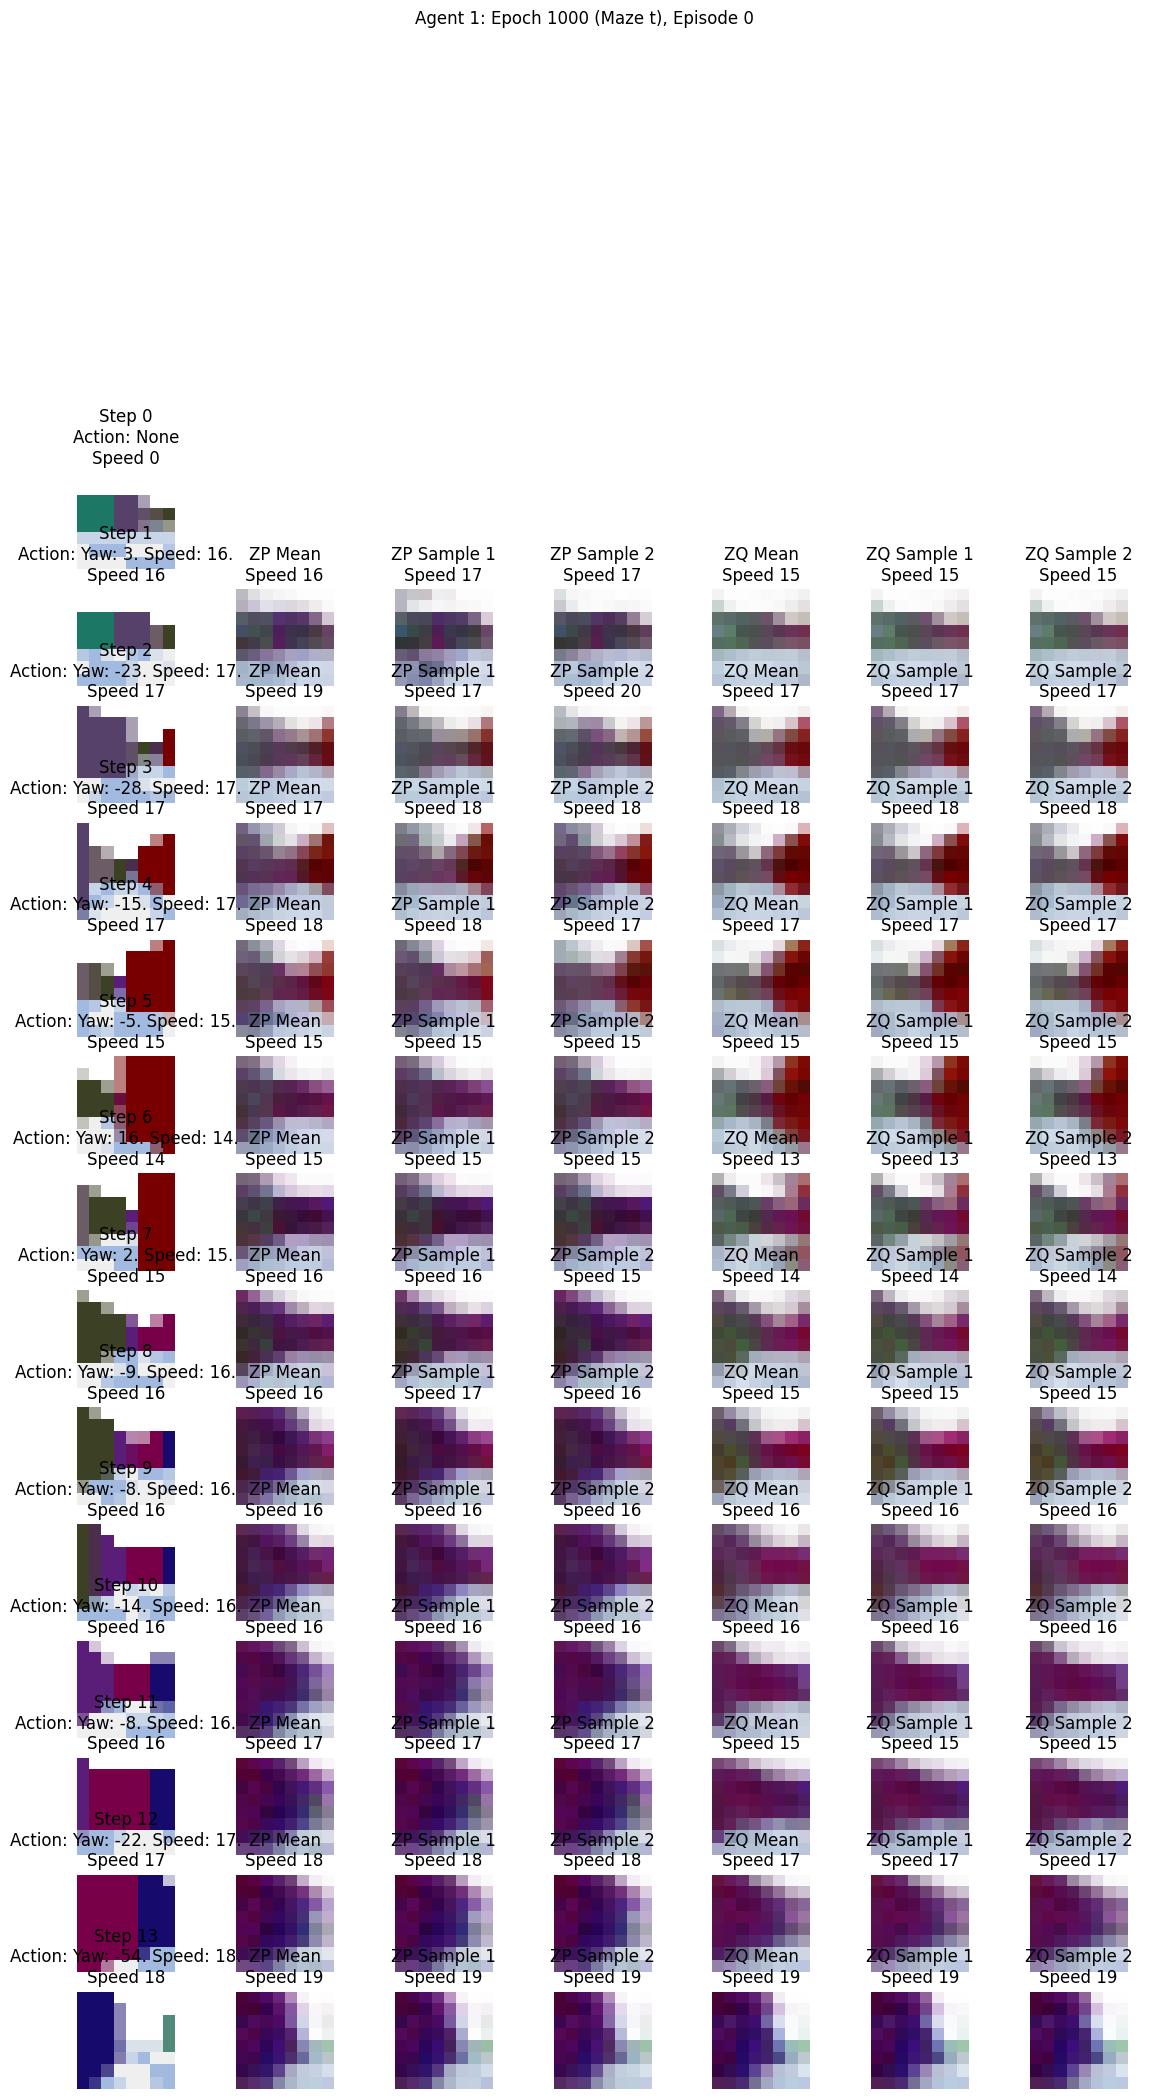 Agent 1: Epoch 1000 (Maze t), Episode 0
Step 0
Action: None
Speed 0
Step 1
Action: Yaw: 3. Speed: 16. ZP Mean ZP Sample 1 ZP Sample 2 ZQ Mean ZQ Sample 1 ZQ Sample 2
Speed 16 Speed 16 Speed 17 Speed 17 Speed 15 Speed 15 Speed 15
Step 2
Action: Yaw: -23. Speed: 17. ZP Mean ZP Sample 1 ZP Sample 2 ZQ Mean ZQ Sample 1 ZQ Sample 2
Speed 17 Speed 19 Speed 17 Speed 20 Speed 17 Speed 17 Speed 17
Step 3
Action: Yaw: -28. Speed: 17. ZP Mean ZP Sample 1 ZP Sample 2 ZQ Mean ZQ Sample 1 ZQ Sample 2
Speed 17 Speed 17 Speed 18 Speed 18 Speed 18 Speed 18 Speed 18
Step 4
Action: Yaw: -15. Speed: 17. ZP Mean ZP Sample 1 ZP Sample 2 ZQ Mean ZQ Sample 1 ZQ Sample 2
Speed 17 Speed 18 Speed 18 Speed 17 Speed 17 Speed 17 Speed 17
Step 5
Action: Yaw: -5. Speed: 15. ZP Mean ZP Sample 1 ZP Sample 2 ZQ Mean ZQ Sample 1 ZQ Sample 2
Speed 15 Speed 15 Speed 15 Speed 15 Speed 15 Speed 15 Speed 15
Step 6
Action: Yaw: 16. Speed: 14. ZP Mean ZP Sample 1 ZP Sample 2 ZQ Mean ZQ Sample 1 ZQ Sample 2
Speed 14 Speed 15 Speed 15 Speed 15 Speed 13 Speed 13 Speed 13
Step 7
Action: Yaw: 2. Speed: 15. ZP Mean ZP Sample 1 ZP Sample 2 ZQ Mean ZQ Sample 1 ZQ Sample 2
Speed 15 Speed 16 Speed 16 Speed 15 Speed 14 Speed 14 Speed 14
Step 8
Action: Yaw: -9. Speed: 16. ZP Mean ZP Sample 1 ZP Sample 2 ZQ Mean ZQ Sample 1 ZQ Sample 2
Speed 16 Speed 16 Speed 17 Speed 16 Speed 15 Speed 15 Speed 15
Step 9
Action: Yaw: -8. Speed: 16. ZP Mean ZP Sample 1 ZP Sample 2 ZQ Mean ZQ Sample 1 ZQ Sample 2
Speed 16 Speed 16 Speed 16 Speed 16 Speed 16 Speed 16 Speed 16
Step 10
Action: Yaw: -14. Speed: 16. ZP Mean ZP Sample 1 ZP Sample 2 ZQ Mean ZQ Sample 1 ZQ Sample 2
Speed 16 Speed 16 Speed 16 Speed 16 Speed 16 Speed 16 Speed 16
Step 11
Action: Yaw: -8. Speed: 16. ZP Mean ZP Sample 1 ZP Sample 2 ZQ Mean ZQ Sample 1 ZQ Sample 2
Speed 16 Speed 17 Speed 17 Speed 17 Speed 15 Speed 15 Speed 15
Step 12
Action: Yaw: -22. Speed: 17. ZP Mean ZP Sample 1 ZP Sample 2 ZQ Mean ZQ Sample 1 ZQ Sample 2
Speed 17 Speed 18 Speed 18 Speed 18 Speed 17 Speed 17 Speed 17
Step 13
Action: Yaw: -54. Speed: 18. ZP Mean ZP Sample 1 ZP Sample 2 ZQ Mean ZQ Sample 1 ZQ Sample 2
Speed 18 Speed 19 Speed 19 Speed 19 Speed 19 Speed 19 Speed 19